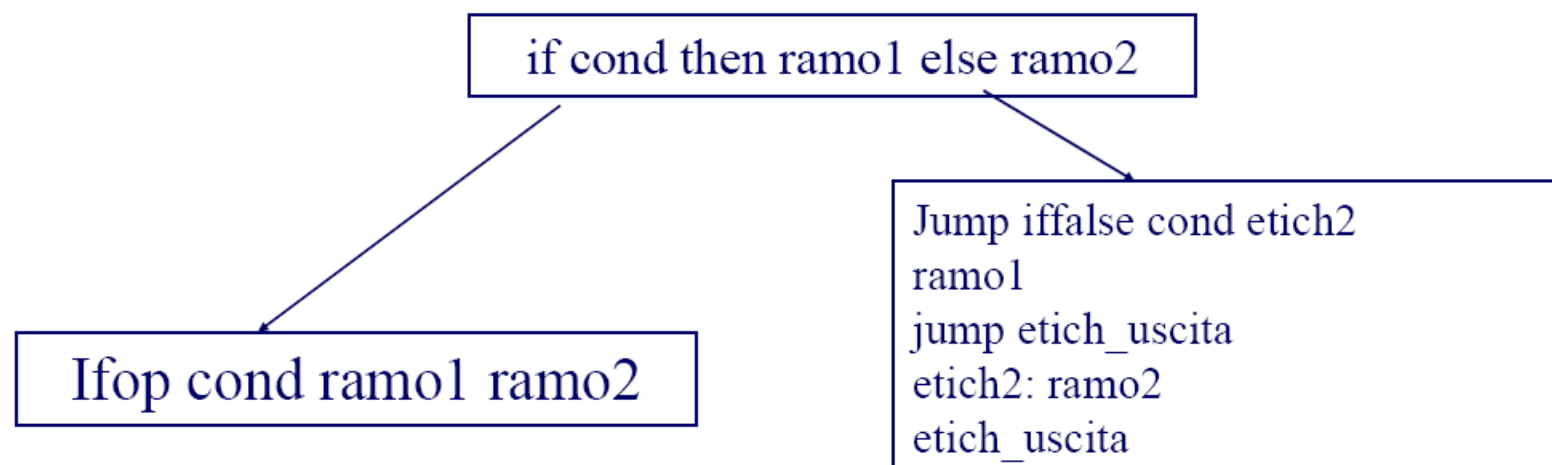 if cond then ramo1 else ramo2
Ifop cond ramo1 ramo2
Jump iffalse cond etich2
ramo1
jump etich_uscita
etich2: ramo2
etich_uscita